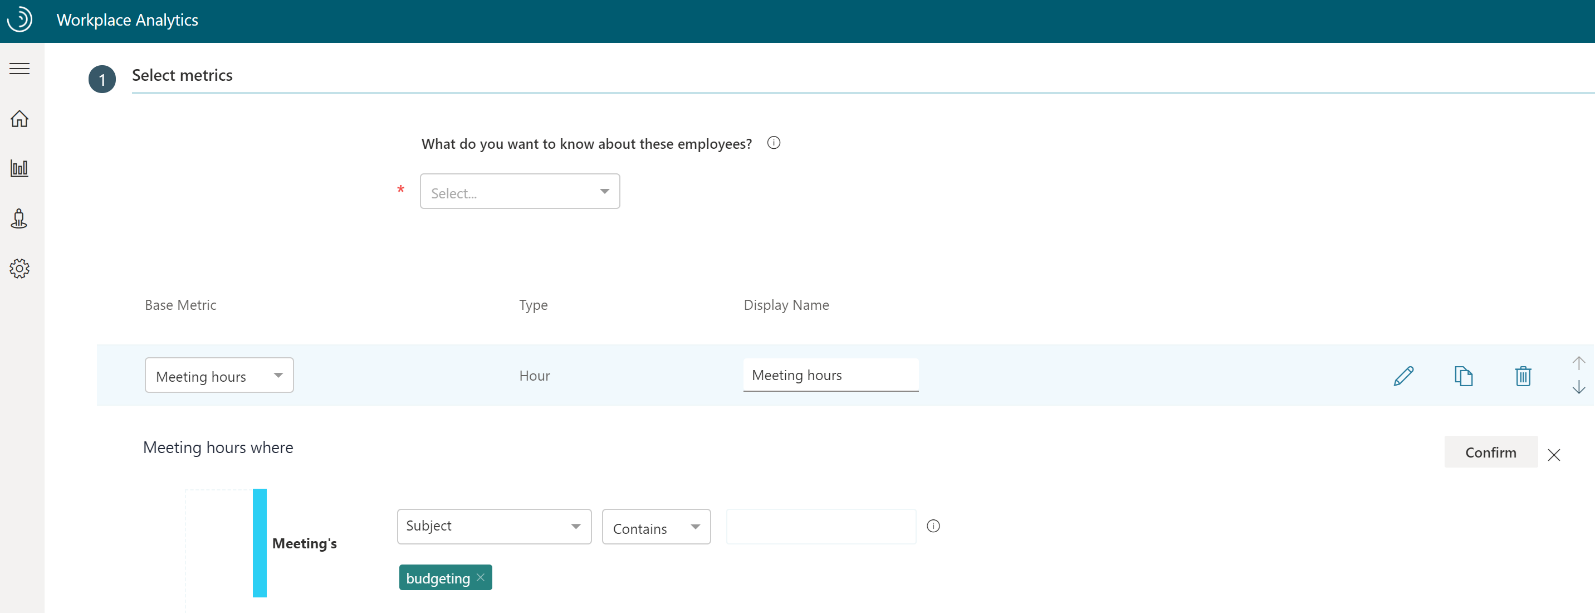 Workplace Analytics
1 Select metrics
What do you want to know about these employees?
* Select...
Base Metric Type Display Name
Meeting hours Hour Meeting hours
Meeting hours where Confirm
Meeting's Subject Contains
budgeting